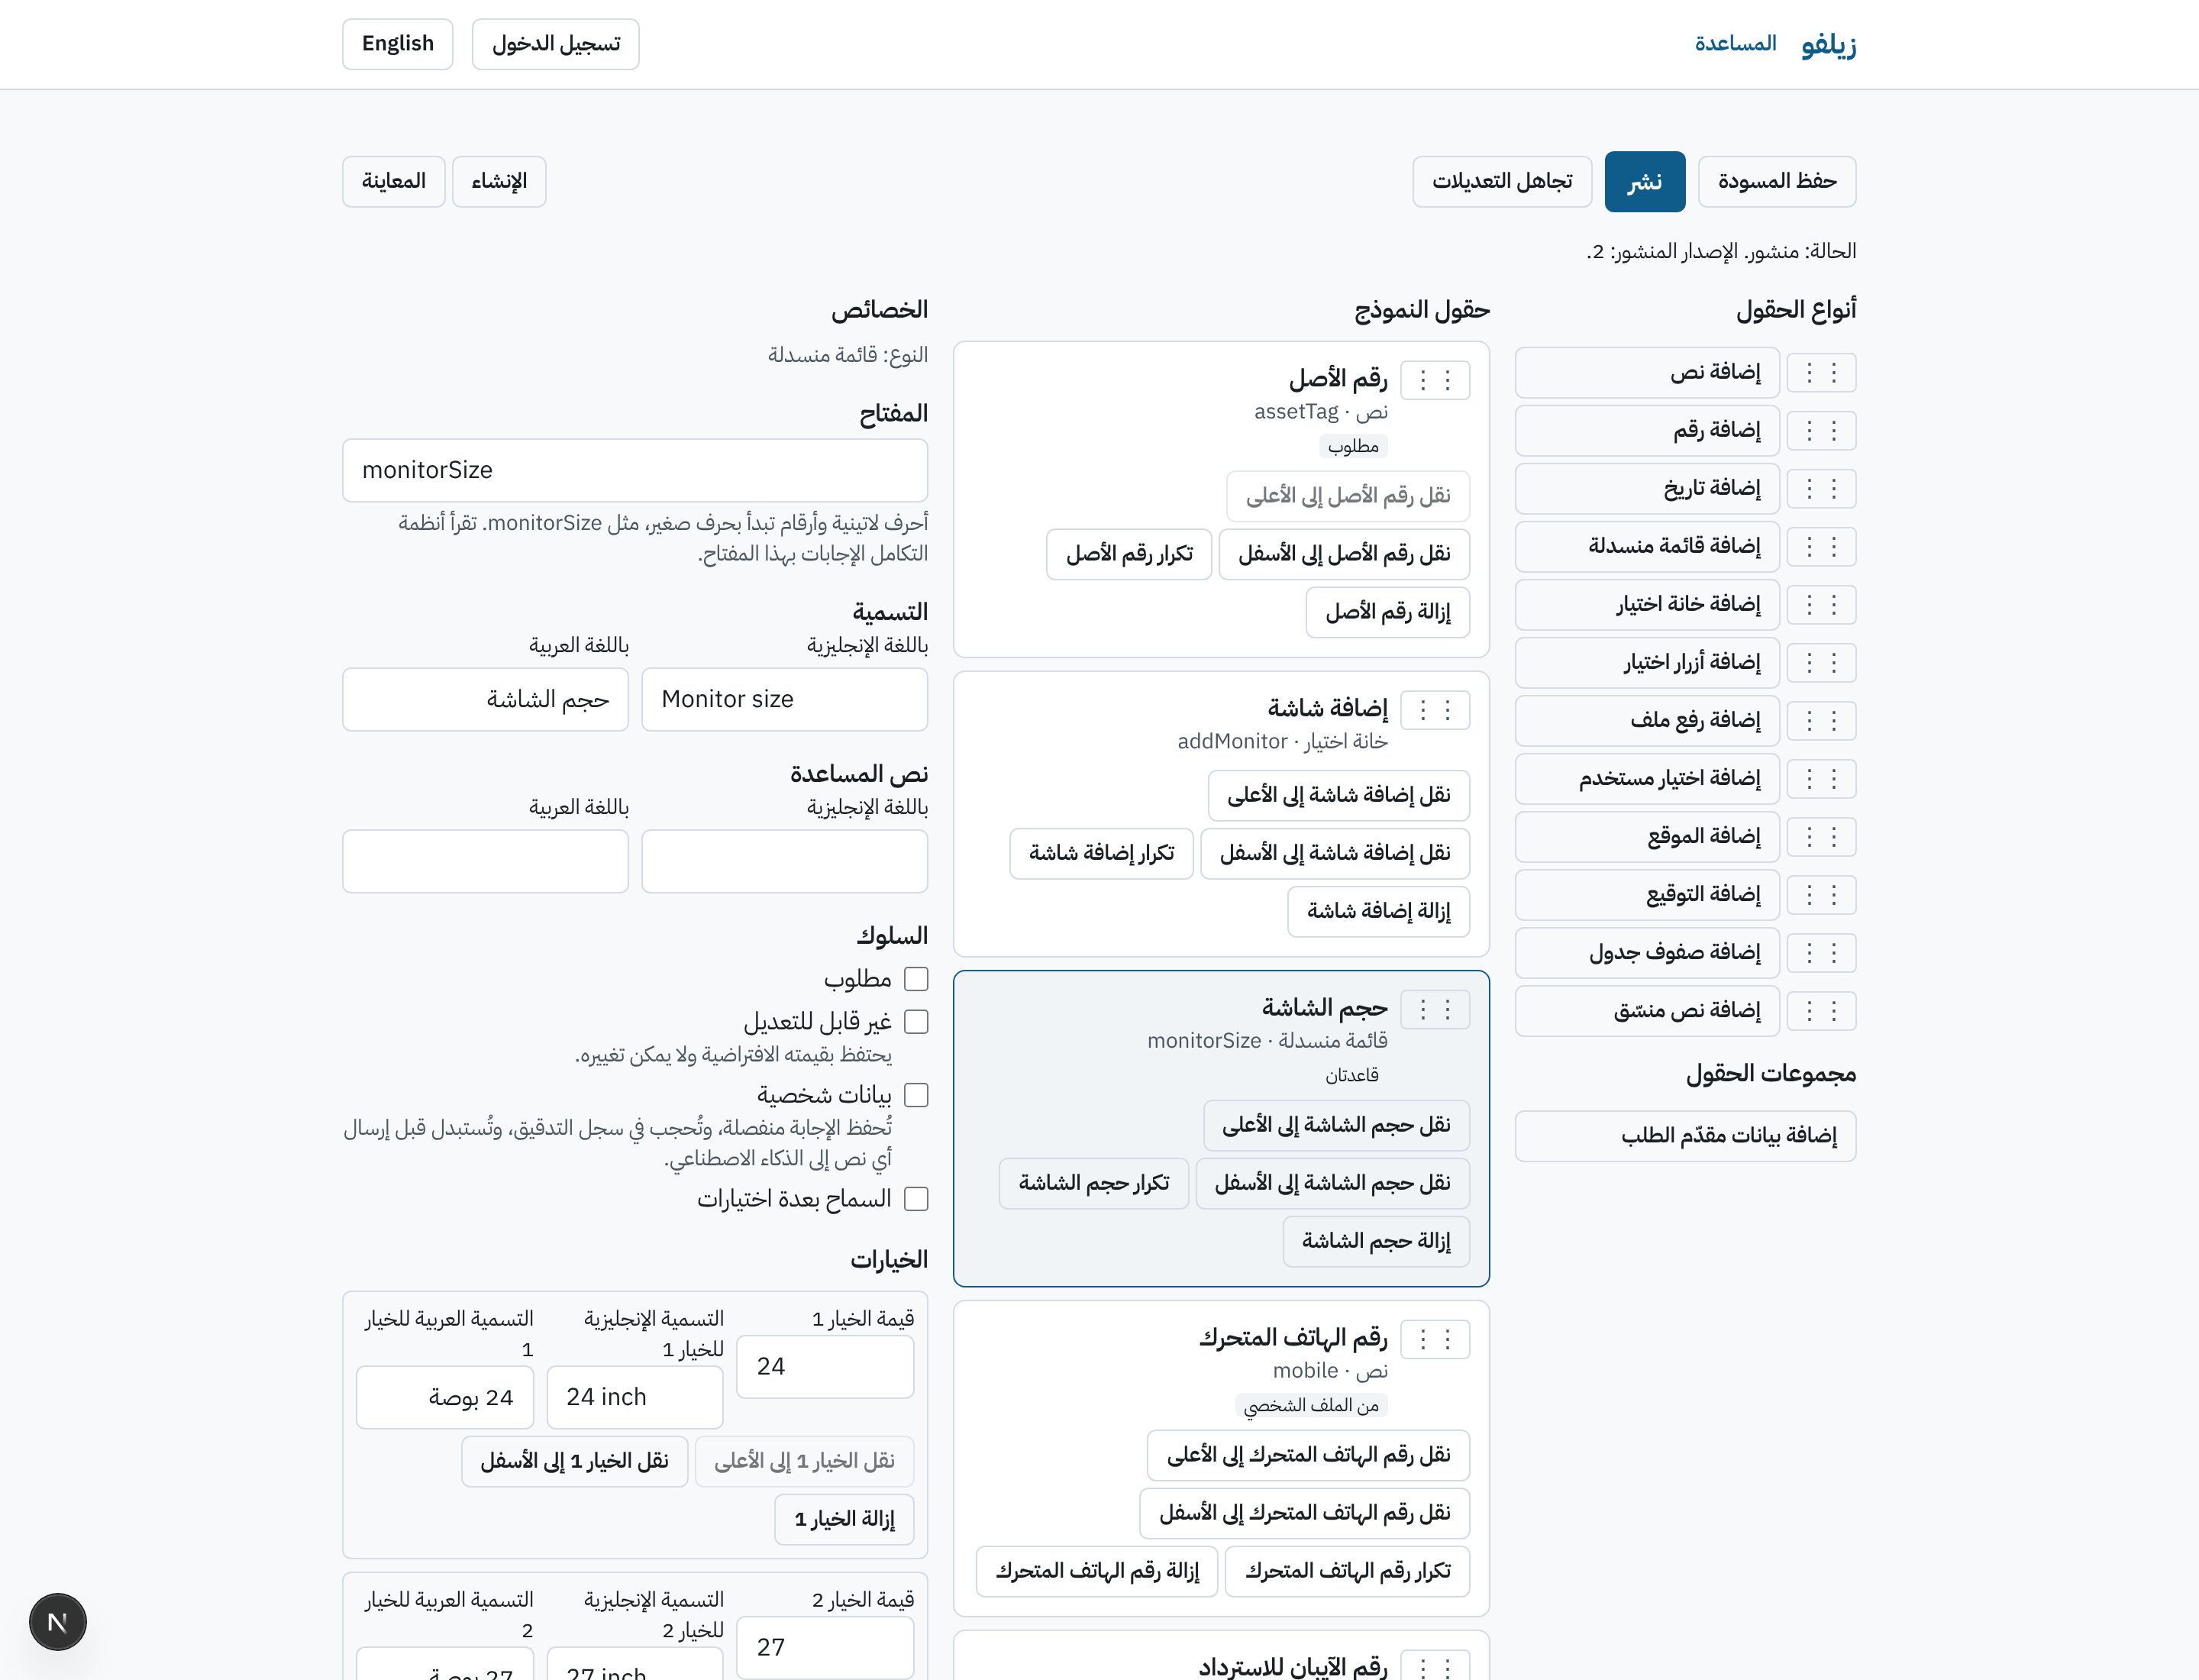 زيلفو
المساعدة
تسجيل الدخول
English
حفظ المسودة
نشر
تجاهل التعديلات
الإنشاء
المعاينة
الحالة: منشور. الإصدار المنشور: 2.
أنواع الحقول
إضافة نص
إضافة رقم
إضافة تاريخ
إضافة قائمة منسدلة
إضافة خانة اختيار
إضافة أزرار اختيار
إضافة رفع ملف
إضافة اختيار مستخدم
إضافة الموقع
إضافة التوقيع
إضافة صفوف جدول
إضافة نص منسّق
مجموعات الحقول
إضافة بيانات مقدّم الطلب
حقول النموذج
رقم الأصل
نص · assetTag
مطلوب
نقل رقم الأصل إلى الأعلى
نقل رقم الأصل إلى الأسفل
تكرار رقم الأصل
إزالة رقم الأصل
إضافة شاشة
خانة اختيار · addMonitor
نقل إضافة شاشة إلى الأعلى
نقل إضافة شاشة إلى الأسفل
تكرار إضافة شاشة
إزالة إضافة شاشة
حجم الشاشة
قائمة منسدلة · monitorSize
قاعدتان
نقل حجم الشاشة إلى الأعلى
نقل حجم الشاشة إلى الأسفل
تكرار حجم الشاشة
إزالة حجم الشاشة
رقم الهاتف المتحرك
نص · mobile
من الملف الشخصي
نقل رقم الهاتف المتحرك إلى الأعلى
نقل رقم الهاتف المتحرك إلى الأسفل
تكرار رقم الهاتف المتحرك
إزالة رقم الهاتف المتحرك
رقم الآيبان للاسترداد
الخصائص
النوع: قائمة منسدلة
المفتاح
monitorSize
أحرف لاتينية وأرقام تبدأ بحرف صغير، مثل monitorSize. تقرأ أنظمة
التكامل الإجابات بهذا المفتاح.
التسمية
باللغة الإنجليزية
باللغة العربية
Monitor size
حجم الشاشة
نص المساعدة
باللغة الإنجليزية
باللغة العربية
السلوك
مطلوب
غير قابل للتعديل
يحتفظ بقيمته الافتراضية ولا يمكن تغييره.
بيانات شخصية
تُحفظ الإجابة منفصلة، وتُحجب في سجل التدقيق، وتُستبدل قبل إرسال
أي نص إلى الذكاء الاصطناعي.
السماح بعدة اختيارات
الخيارات
قيمة الخيار 1
التسمية الإنجليزية
للخيار 1
التسمية العربية للخيار
1
24
24 inch
24 بوصة
نقل الخيار 1 إلى الأعلى
نقل الخيار 1 إلى الأسفل
إزالة الخيار 1
قيمة الخيار 2
التسمية الإنجليزية
للخيار 2
التسمية العربية للخيار
2
27
27 inch
27 بوصة
N